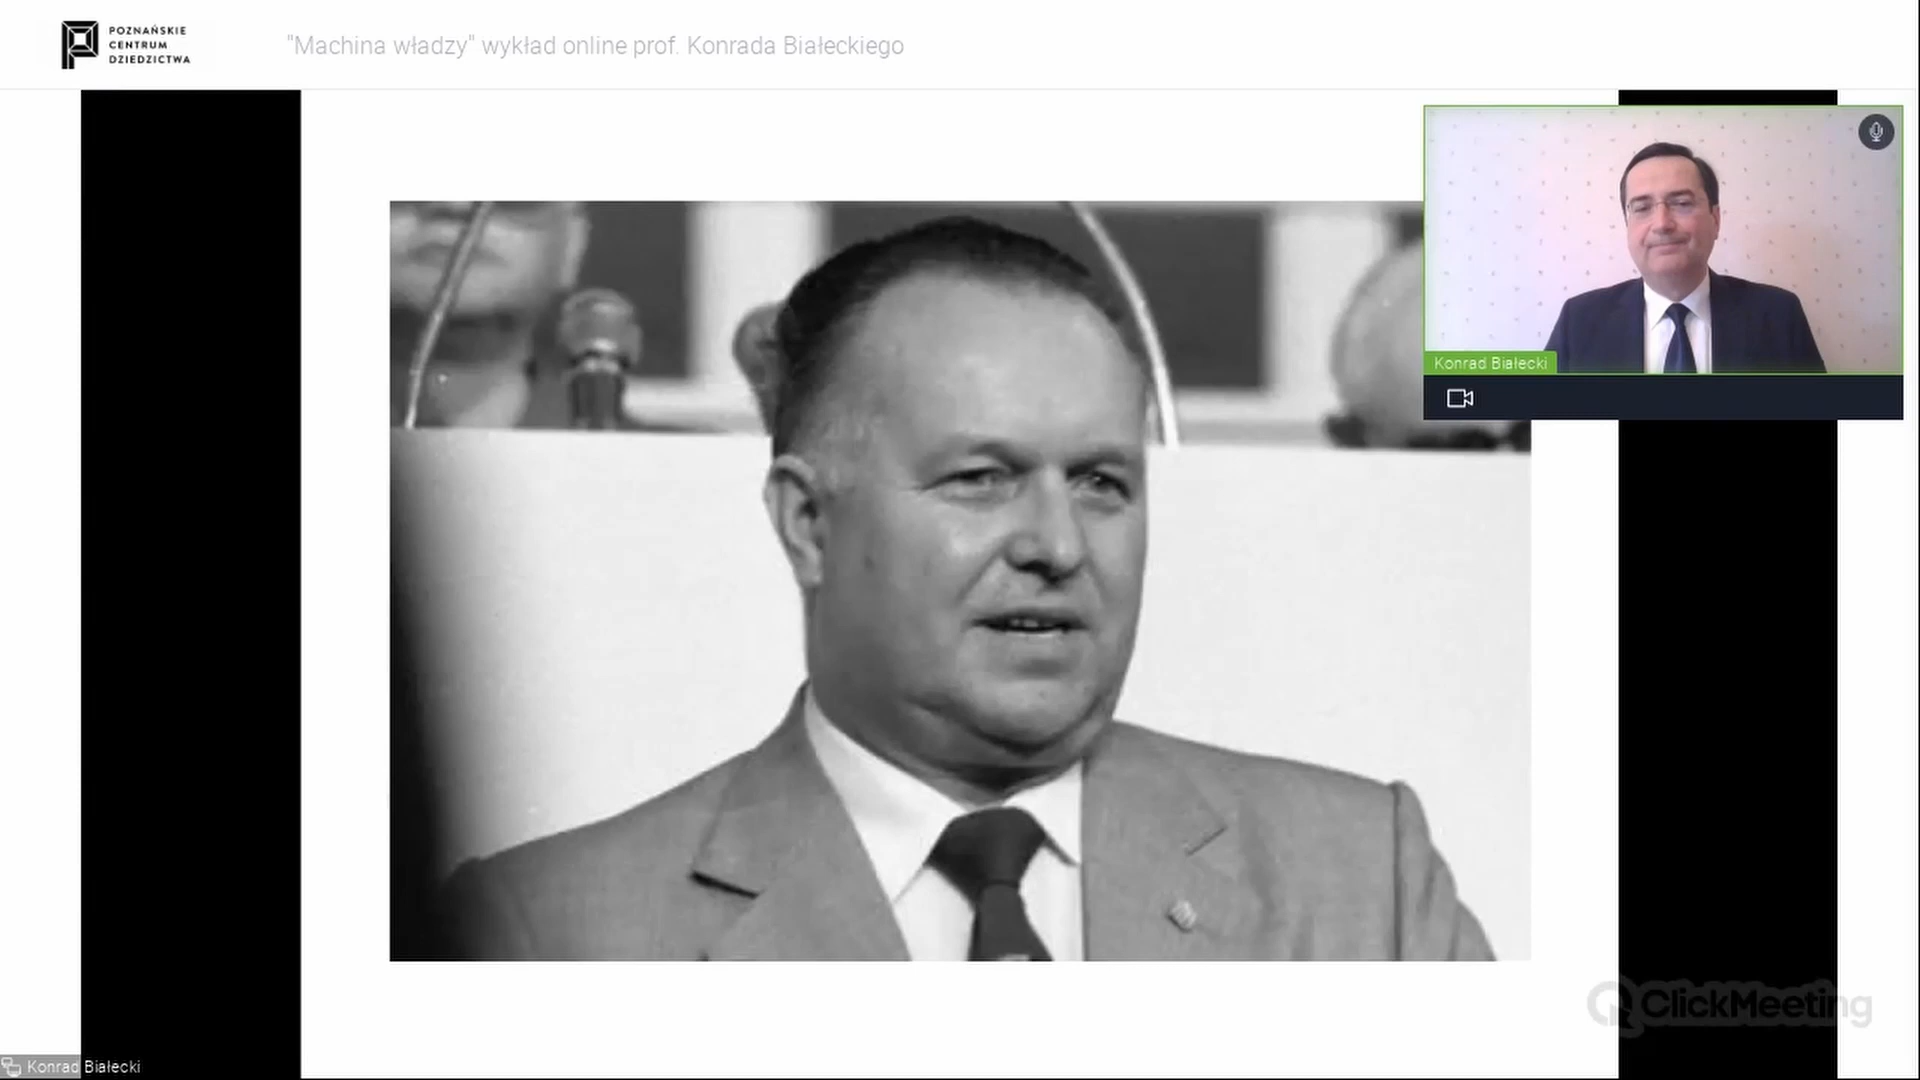 POZNAŃSKIE
CENTRUM
DZIEDZICTWA
"Machina władzy" wykład online prof. Konrada Białeckiego
Konrad Białecki
ClickMeeting
Konrad Białecki